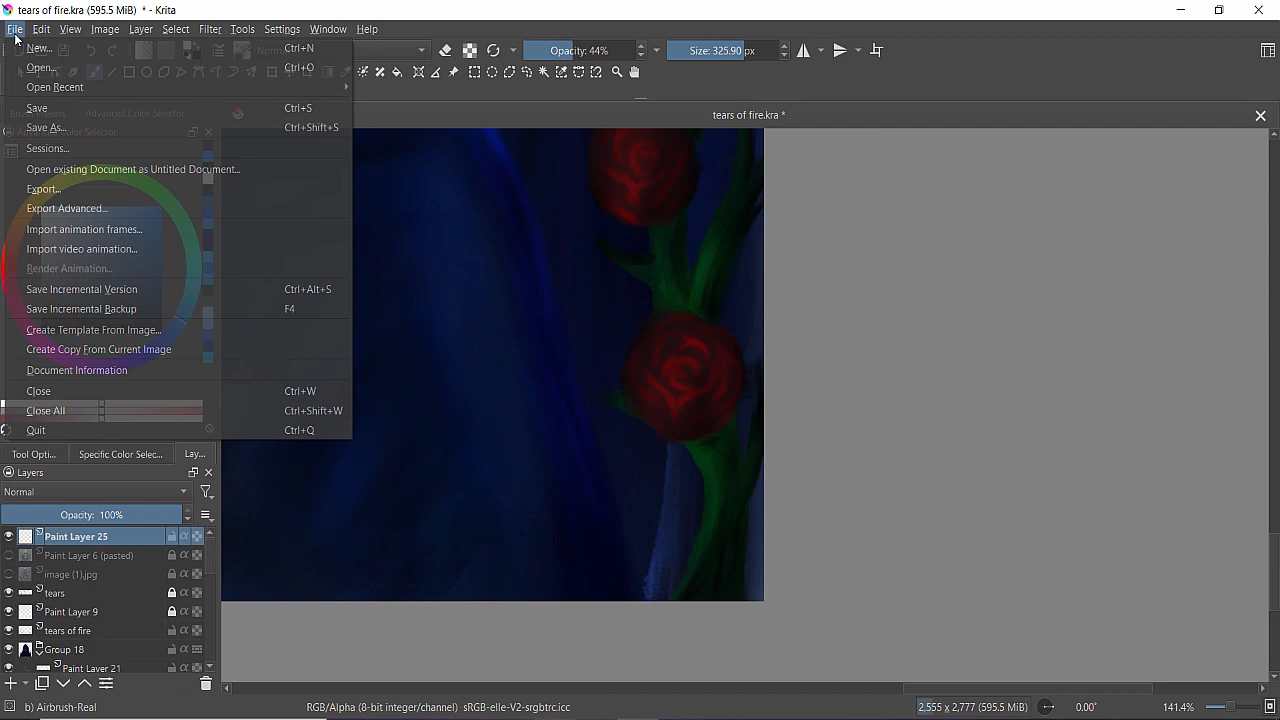 tears of fire.kra (595.5 MiB) * - Krita
File Edit View Image Layer Select Filter Tools Settings Window Help
New... Ctrl+N
Opacity: 44% Size: 325.90 px
Open... Ctrl+O
Open Recent
Save Ctrl+S
Advanced Color Selector tears of fire.kra *
Save As... Ctrl+Shift+S
Sessions...
Open existing Document as Untitled Document...
Export...
Export Advanced...
Import animation frames...
Import video animation...
Render Animation...
Save Incremental Version Ctrl+Alt+S
Save Incremental Backup F4
Create Template From Image...
Create Copy From Current Image
Document Information
Close Ctrl+W
Close All Ctrl+Shift+W
Quit Ctrl+Q
Tool Opti... Specific Color Selec... Lay...
Layers
Normal
Opacity: 100%
Paint Layer 25
Paint Layer 6 (pasted)
image (1).jpg
tears
Paint Layer 9
tears of fire
Group 18
Paint Layer 21
b) Airbrush-Real RGB/Alpha (8-bit integer/channel) sRGB-elle-V2-srgbtrc.icc 2,555 x 2,777 (595.5 MiB) 0.00° 141.4%